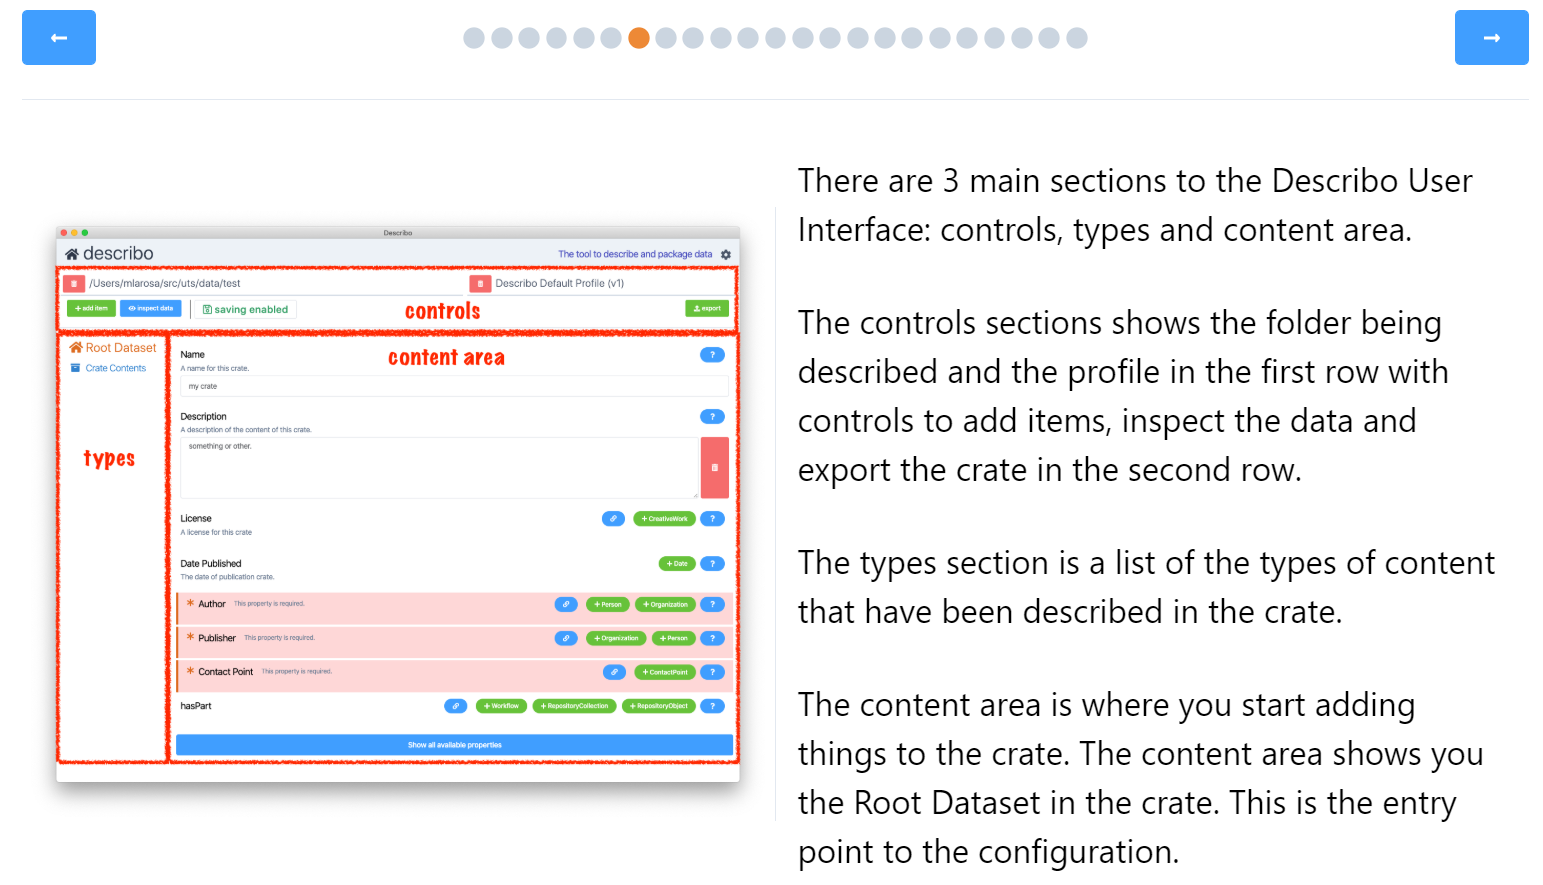 Describo
describo
The tool to describe and package data
/Users/mlarosa/src/uts/data/test
Describo Default Profile (v1)
+ add item
inspect data
saving enabled
controls
export
Root Dataset
Crate Contents
types
content area
Name
?
A name for this crate.
my crate
Description
?
A description of the content of this crate.
something or other.
License
+ CreativeWork
?
A license for this crate
Date Published
+ Date
?
The date of publication crate.
* Author This property is required.
+ Person
+ Organization
?
* Publisher This property is required.
+ Organization
+ Person
?
* Contact Point This property is required.
+ ContactPoint
?
hasPart
+ Workflow
+ RepositoryCollection
+ RepositoryObject
?
Show all available properties
There are 3 main sections to the Describo User
Interface: controls, types and content area.
The controls sections shows the folder being
described and the profile in the first row with
controls to add items, inspect the data and
export the crate in the second row.
The types section is a list of the types of content
that have been described in the crate.
The content area is where you start adding
things to the crate. The content area shows you
the Root Dataset in the crate. This is the entry
point to the configuration.